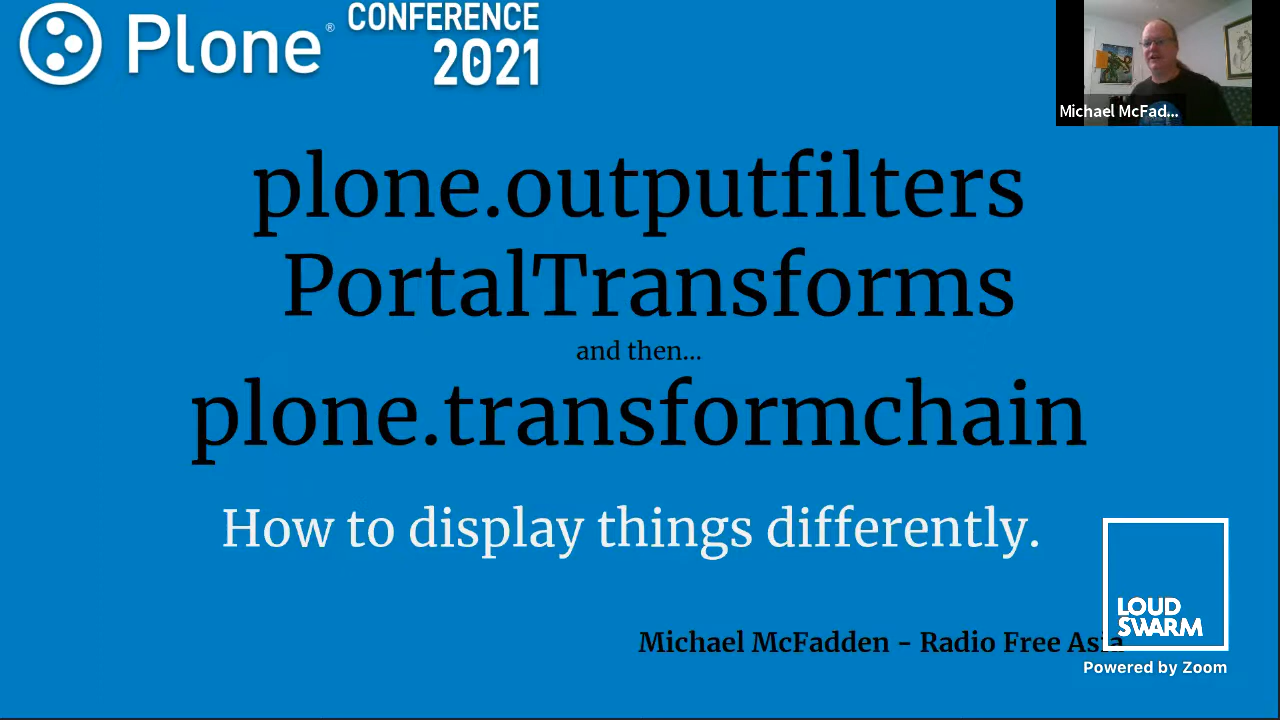 Plone® CONFERENCE
2021
Michael McFad...
plone.outputfilters
PortalTransforms
and then...
plone.transformchain
How to display things differently.
Michael McFadden - Radio Free Asia
LOUD
SWARM
Powered by Zoom